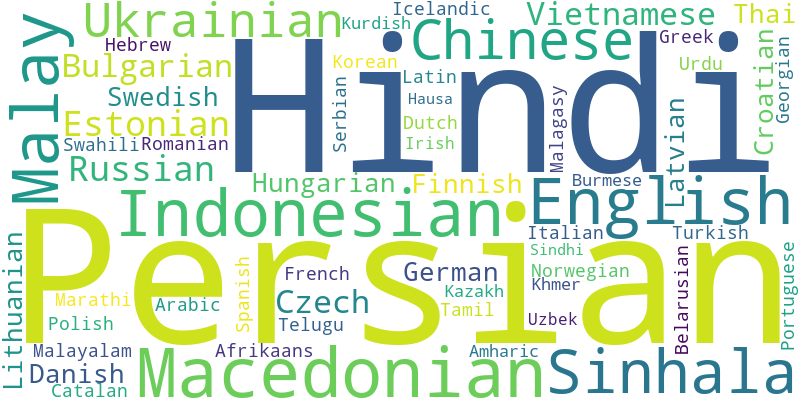 Ukrainian
Kurdish
Icelandic
Vietnamese
Thai
Malay
Hebrew
Chinese
Greek
Bulgarian
Korean
Hindi
Urdu
Croatian
Georgian
Swedish
Serbian
Latin
Hausa
Malagasy
Latvian
Estonian
Dutch
Swahili
Romanian
Irish
Russian
Hungarian
Finnish
Burmese
Indonesian
English
Persian
Italian
Turkish
Lithuanian
Sindhi
Portuguese
Spanish
French
German
Norwegian
Belarusian
Marathi
Arabic
Czech
Kazakh
Khmer
Polish
Telugu
Tamil
Uzbek
Malayalam
Afrikaans
Amharic
Danish
Macedonian
Sinhala
Catalan